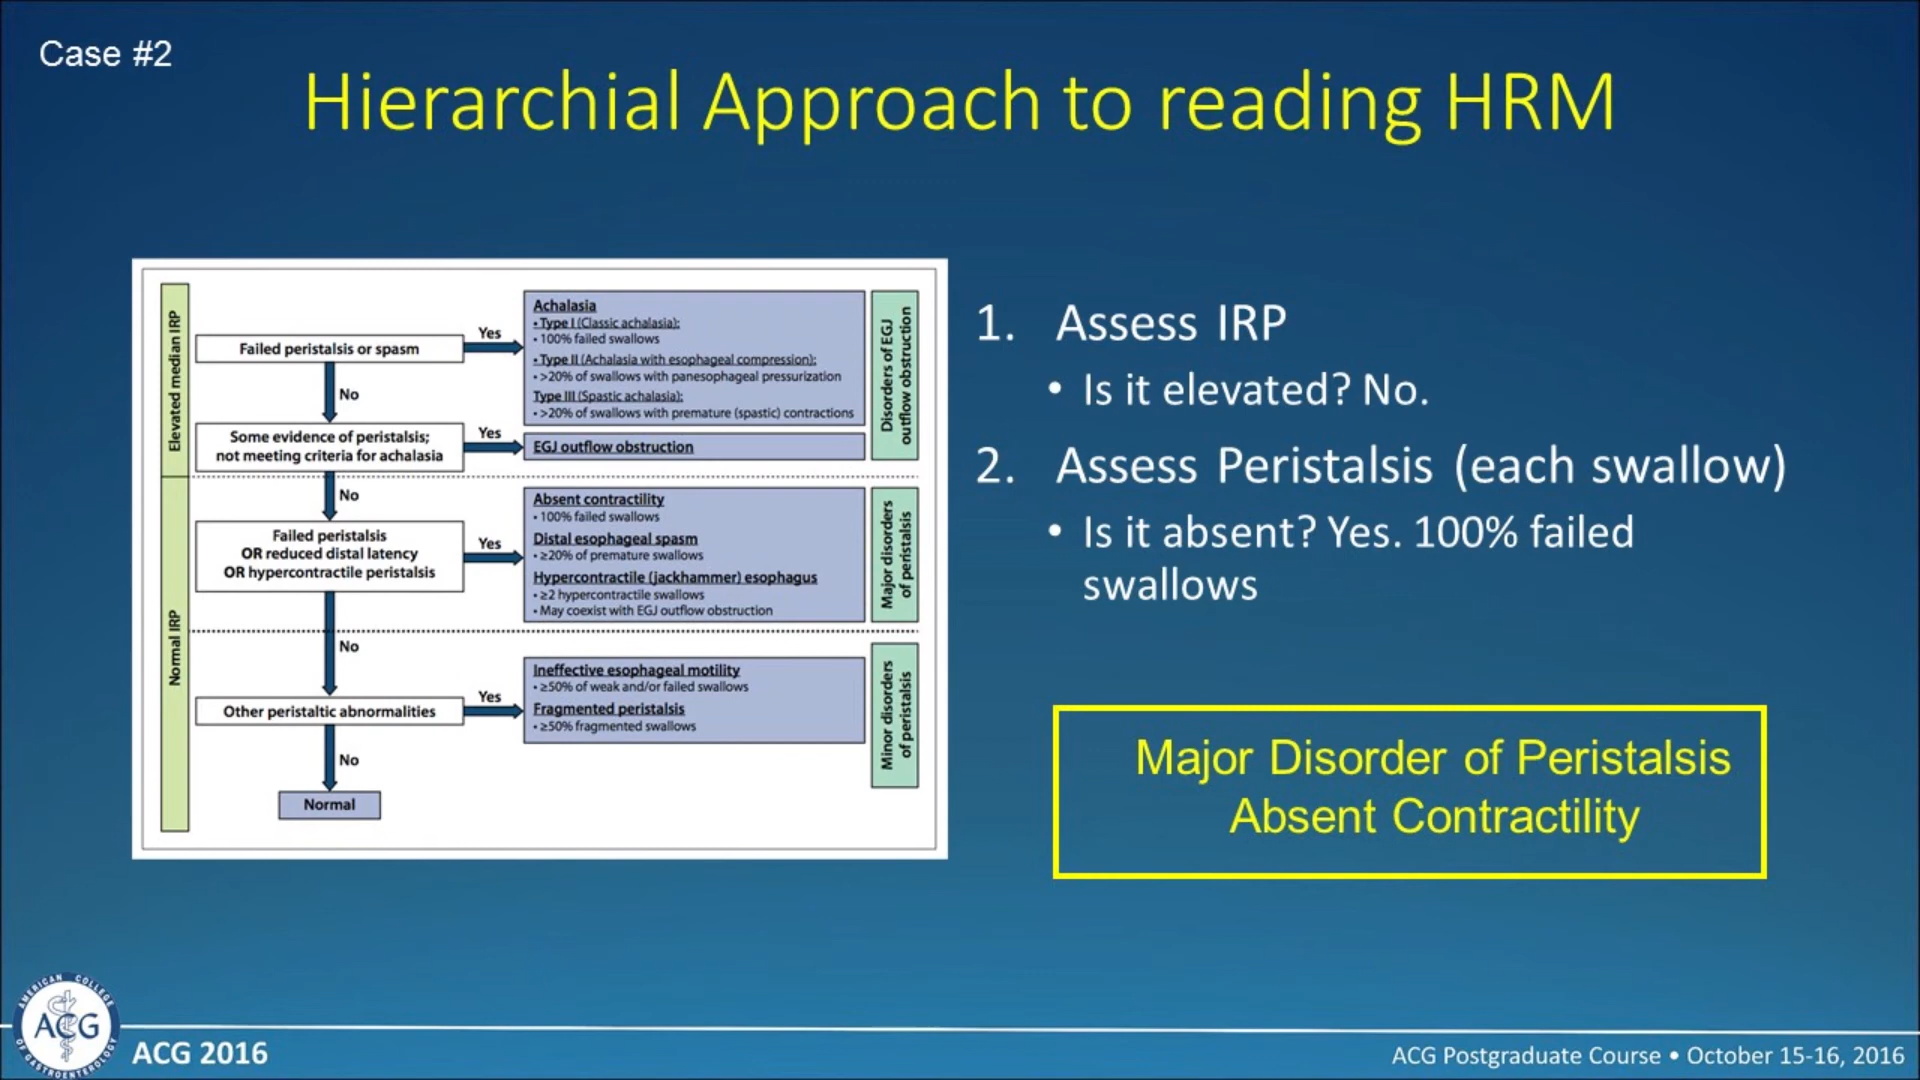 Case #2
Hierarchial Approach to reading HRM
Elevated median IRP
Normal IRP
Failed peristalsis or spasm
Yes
No
Achalasia
• Type I (Classic achalasia):
• 100% failed swallows
• Type II (Achalasia with esophageal compression):
• >20% of swallows with panesophageal pressurization
Type III (Spastic achalasia):
• >20% of swallows with premature (spastic) contractions
Disorders of EGJ
outflow obstruction
Some evidence of peristalsis;
not meeting criteria for achalasia
Yes
EGJ outflow obstruction
No
Failed peristalsis
OR reduced distal latency
OR hypercontractile peristalsis
Yes
Absent contractility
• 100% failed swallows
Distal esophageal spasm
• ≥20% of premature swallows
Hypercontractile (jackhammer) esophagus
• ≥2 hypercontractile swallows
• May coexist with EGJ outflow obstruction
Major disorders
of peristalsis
No
Other peristaltic abnormalities
Yes
Ineffective esophageal motility
• ≥50% of weak and/or failed swallows
Fragmented peristalsis
• ≥50% fragmented swallows
Minor disorders
of peristalsis
No
Normal
1. Assess IRP
• Is it elevated? No.
2. Assess Peristalsis (each swallow)
• Is it absent? Yes. 100% failed
swallows
Major Disorder of Peristalsis
Absent Contractility
AMERICAN COLLEGE
ACG
OF GASTROENTEROLOGY
ACG 2016
ACG Postgraduate Course • October 15-16, 2016